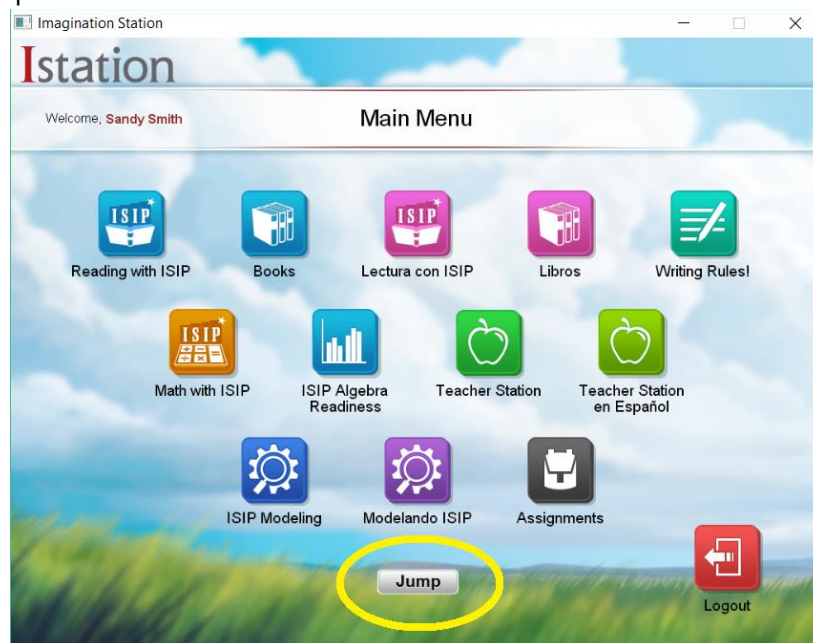 Imagination Station
Istation
Welcome, Sandy Smith
Main Menu
ISIP
ISIP
Reading with ISIP
Books
Lectura con ISIP
Libros
Writing Rules!
ISIP
Math with ISIP
ISIP Algebra
Readiness
Teacher Station
Teacher Station
en Español
ISIP Modeling
Modelando ISIP
Assignments
Jump
Logout